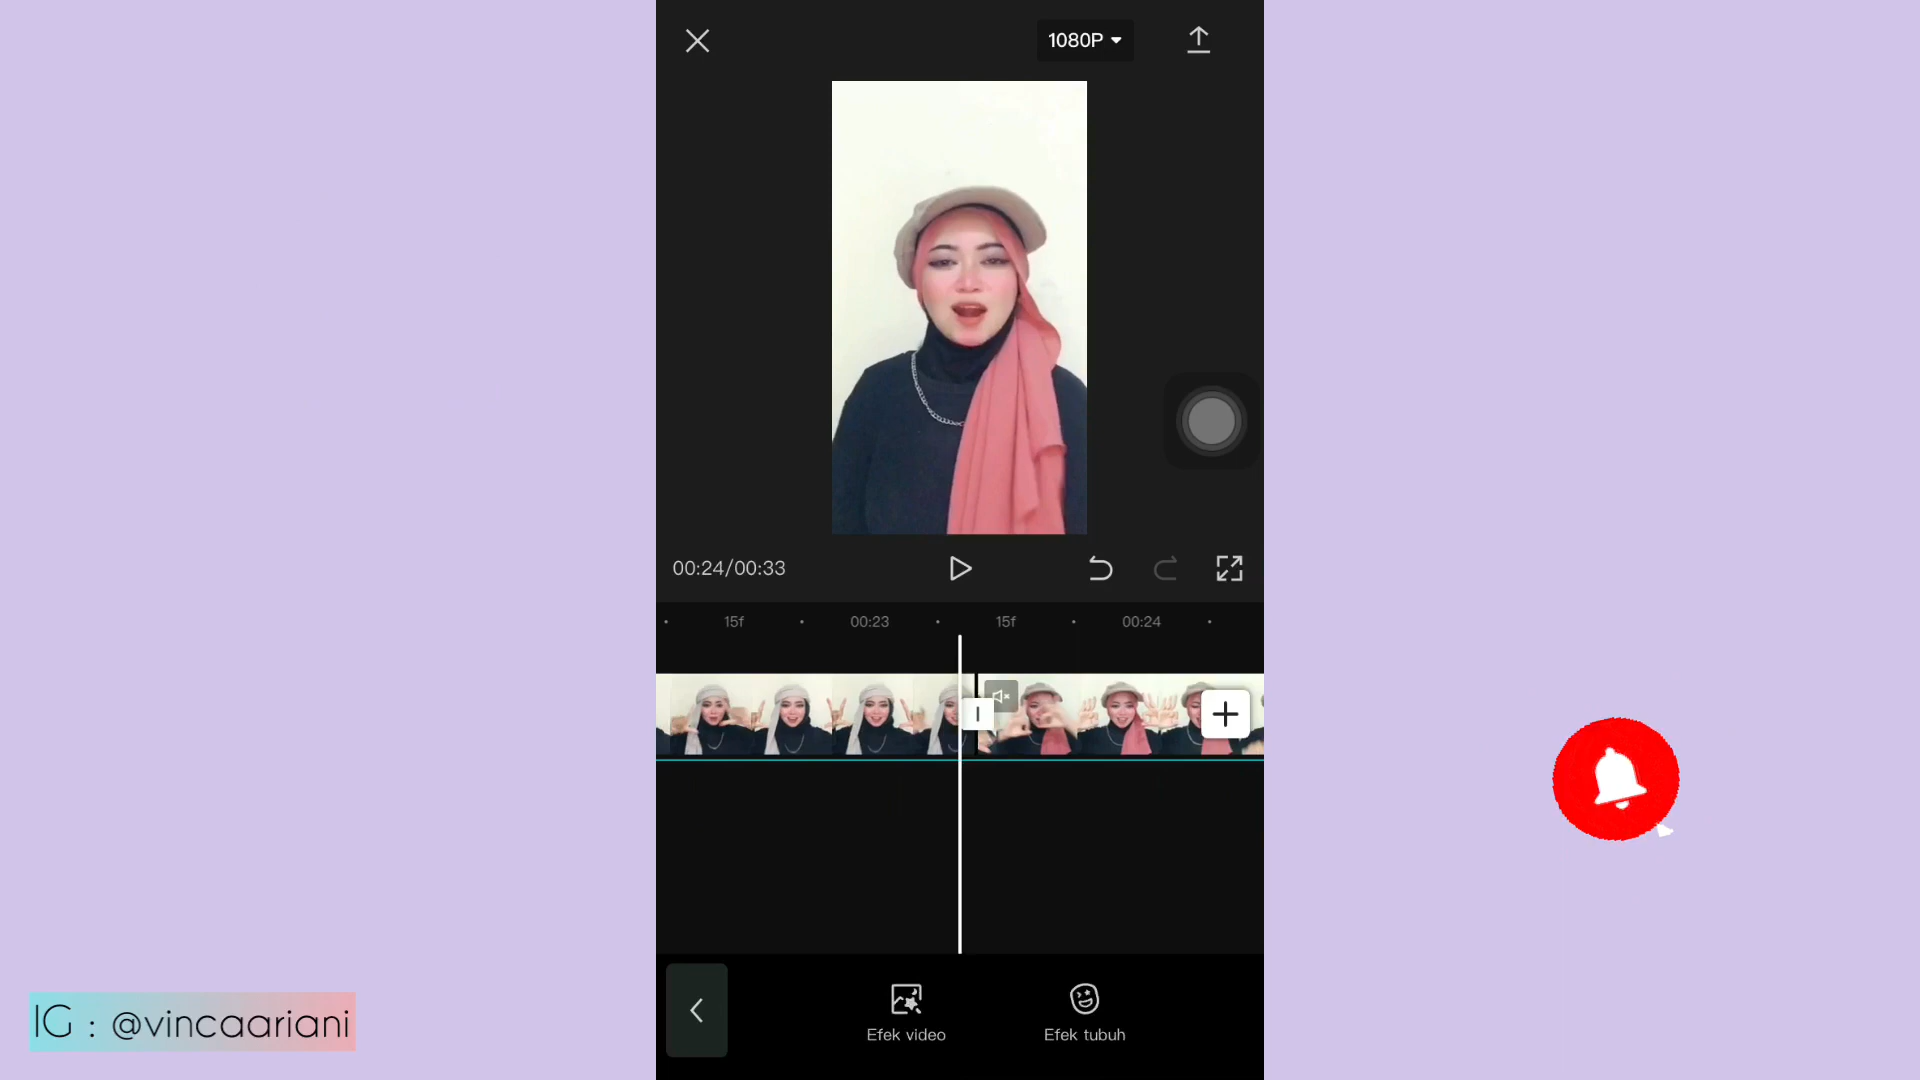 1080P
00:24/00:33
15f 00:23 15f 00:24
Efek video Efek tubuh
IG : @vincaariani